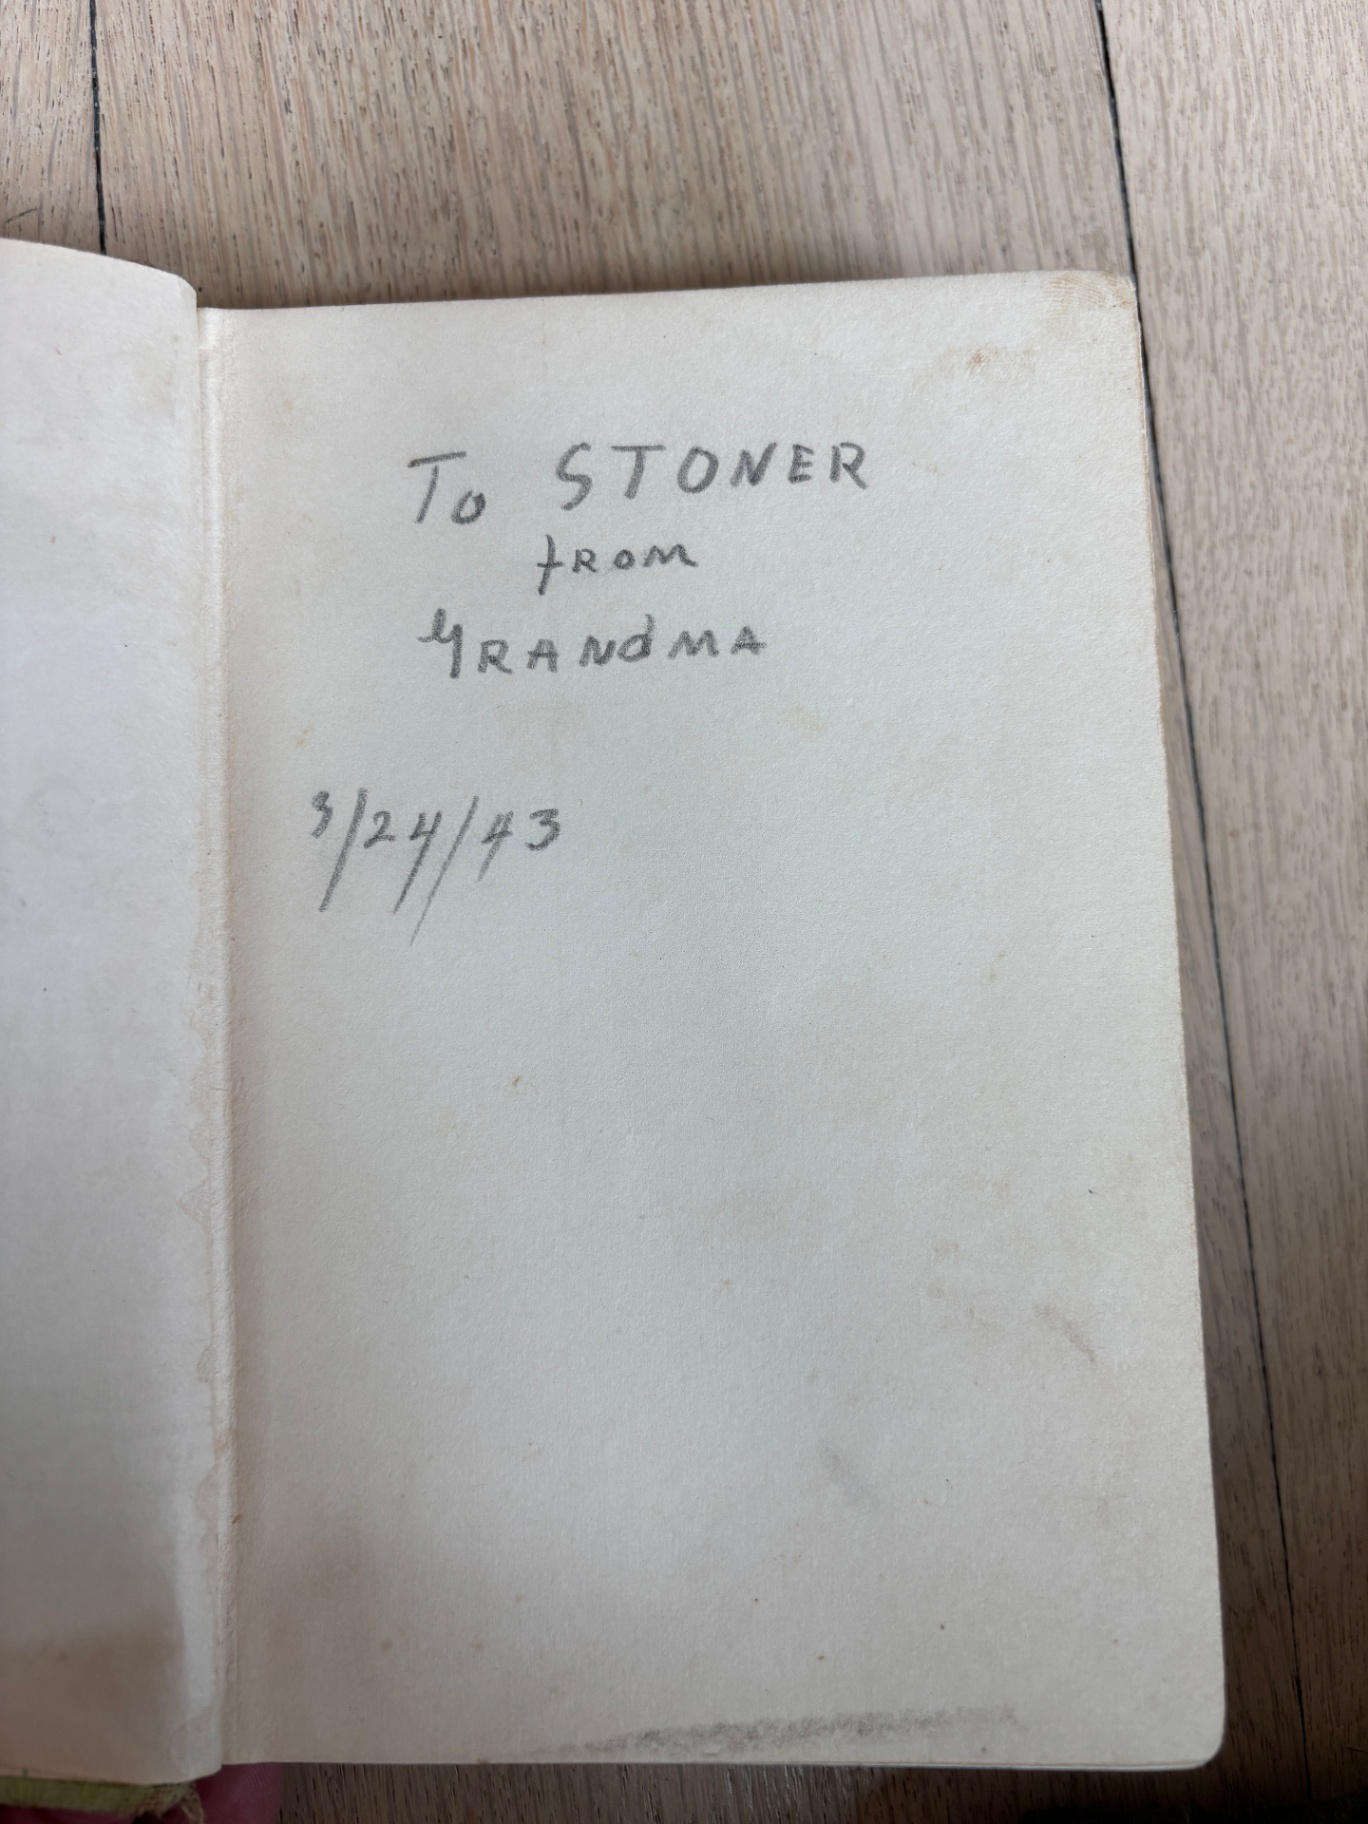 To STONER
from
GRANdMA
3/24/43